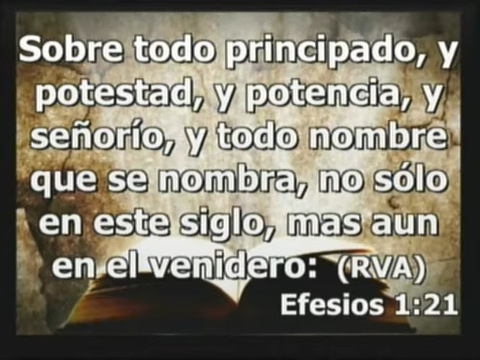 Sobre todo principado, y
potestad, y potencia, y
señorío, y todo nombre
que se nombra, no sólo
en este siglo, mas aun
en el venidero: (RVA)
Efesios 1:21